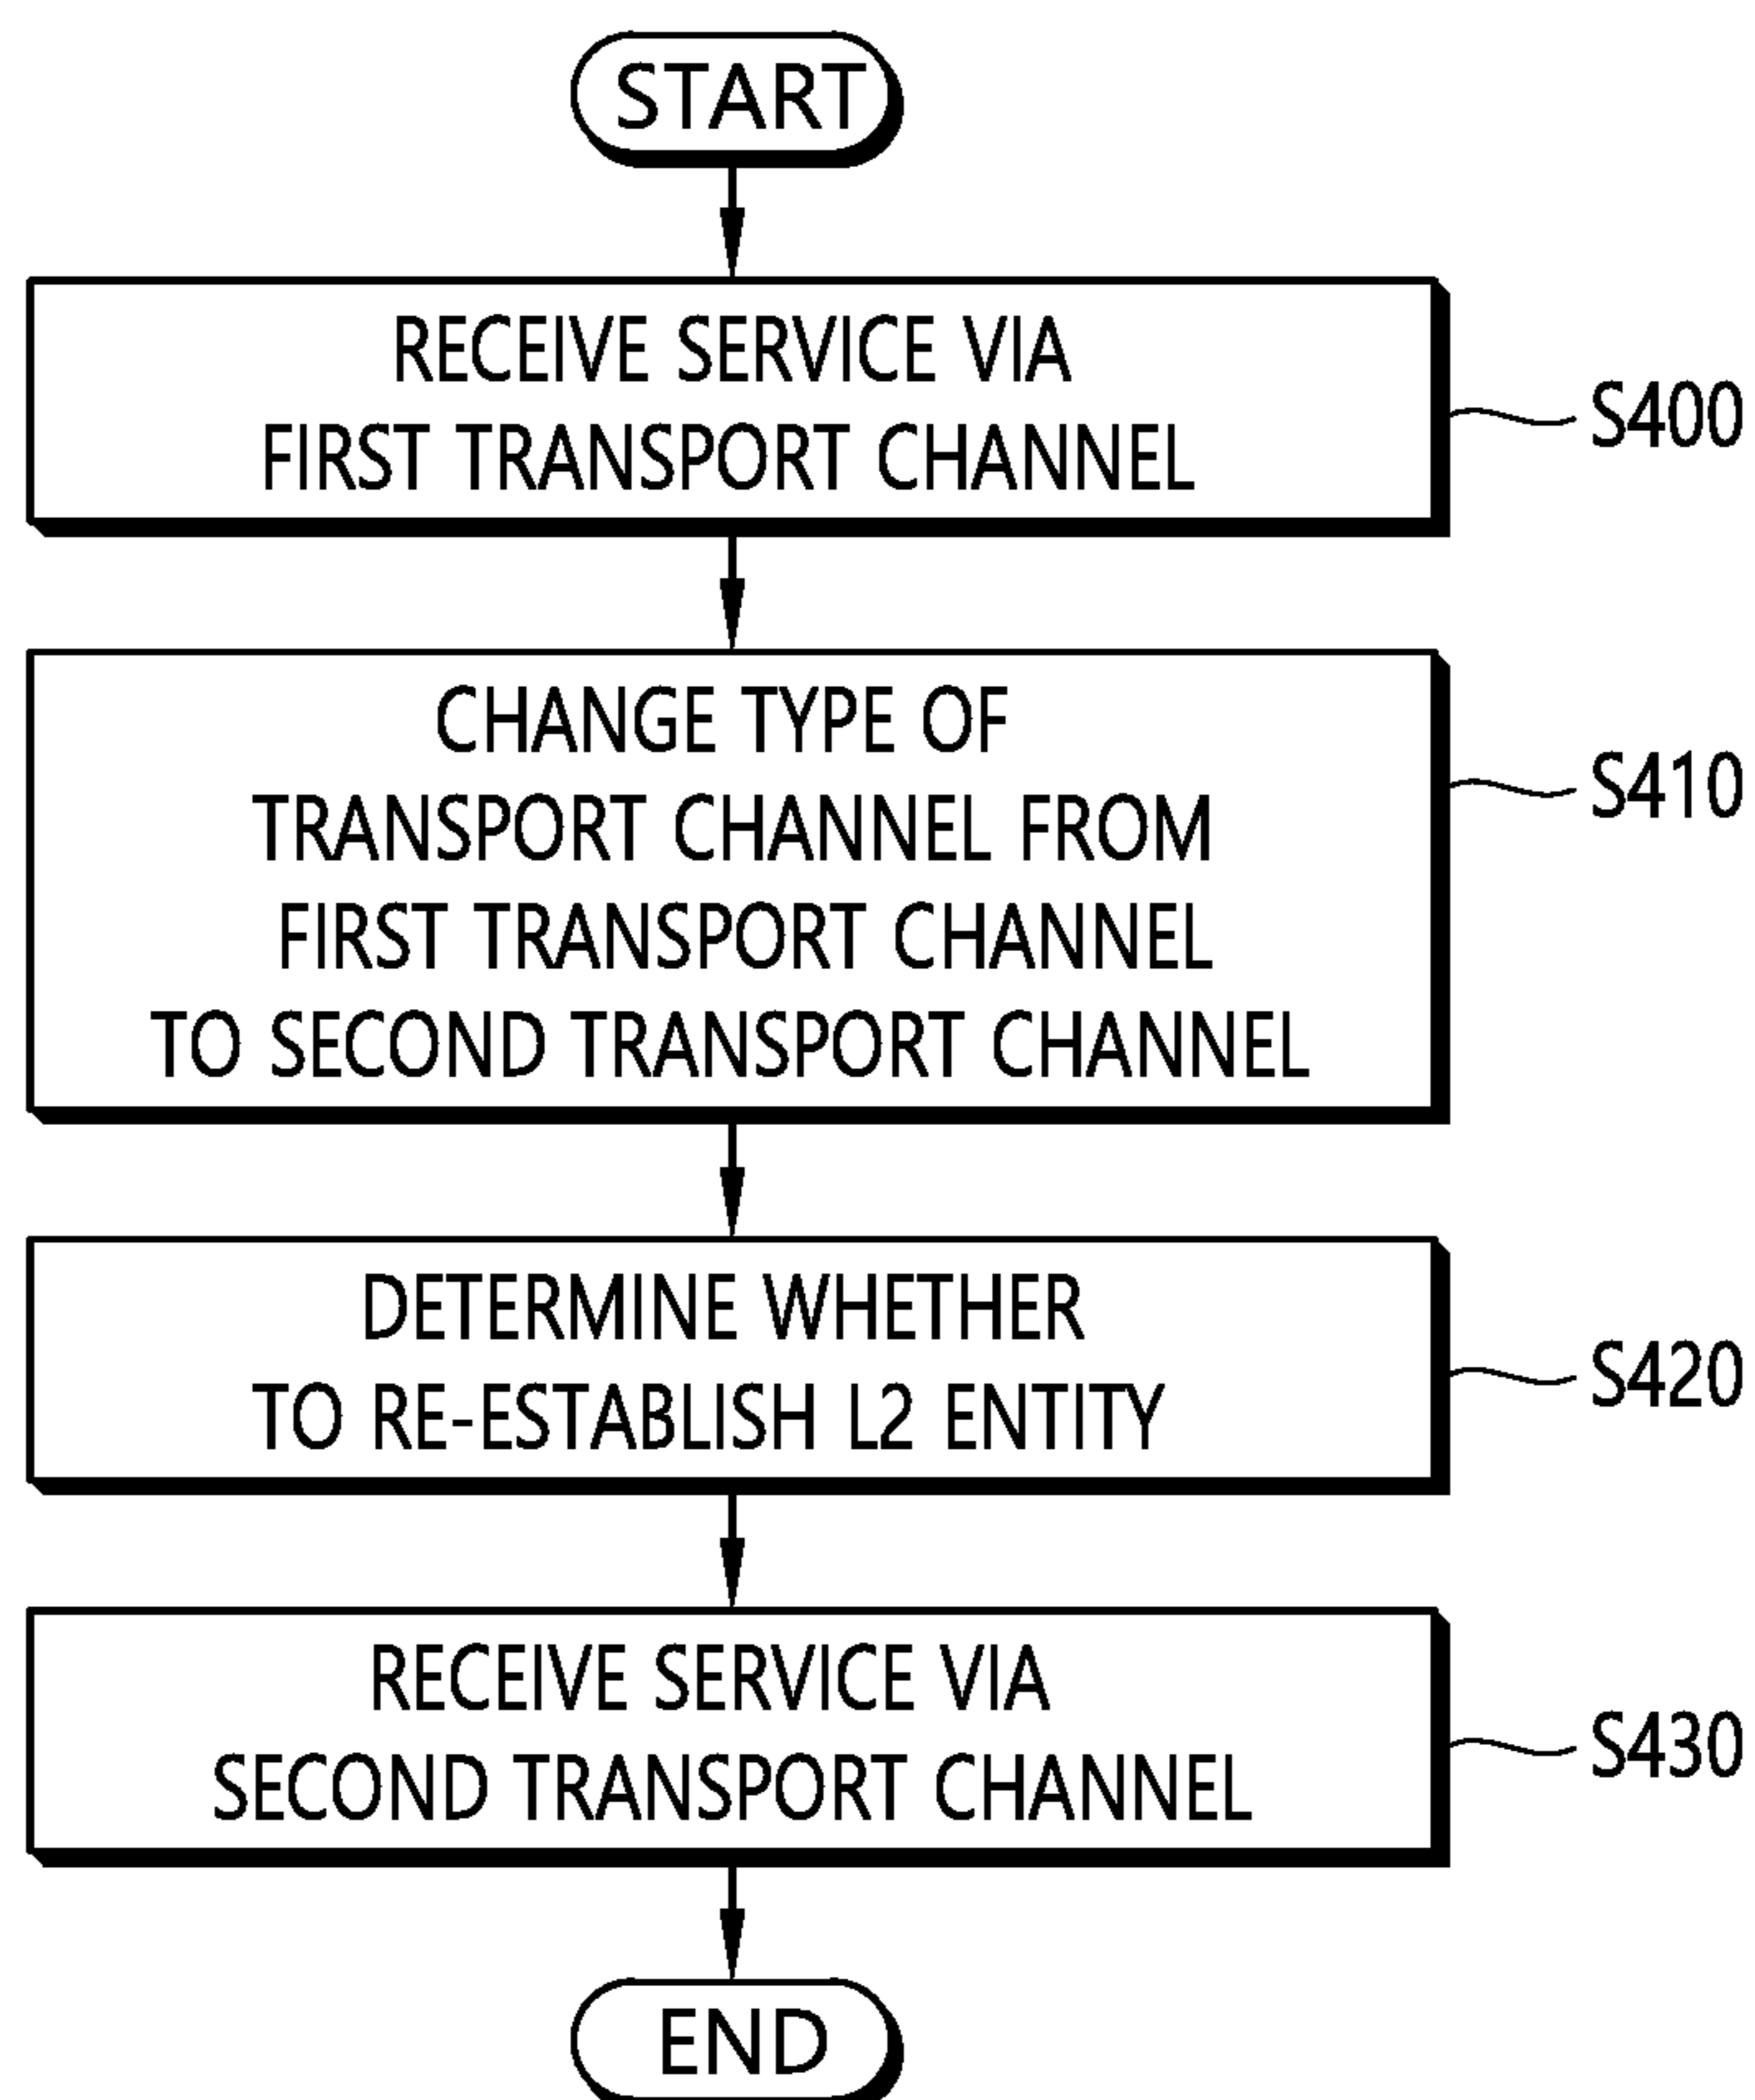 START
RECEIVE SERVICE VIA
FIRST TRANSPORT CHANNEL
S400
CHANGE TYPE OF
TRANSPORT CHANNEL FROM
FIRST TRANSPORT CHANNEL
TO SECOND TRANSPORT CHANNEL
S410
DETERMINE WHETHER
TO RE-ESTABLISH L2 ENTITY
S420
RECEIVE SERVICE VIA
SECOND TRANSPORT CHANNEL
S430
END